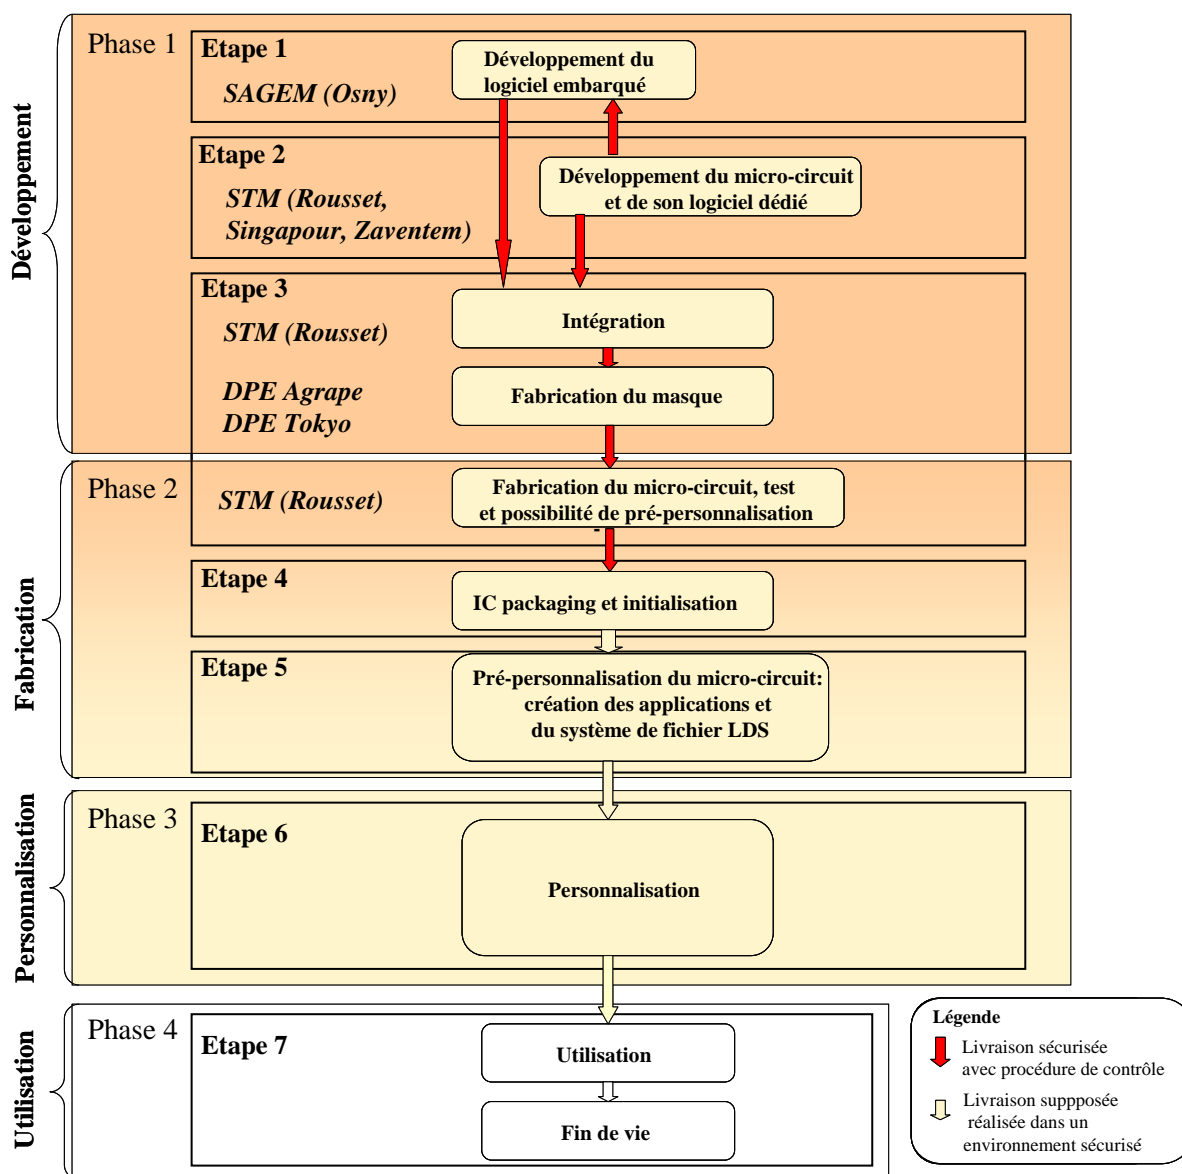 Développement
Phase 1
Etape 1
SAGEM (Osny)
Développement du
logiciel embarqué
Etape 2
STM (Rousset,
Singapour, Zaventem)
Développement du micro-circuit
et de son logiciel dédié
Etape 3
STM (Rousset)
Intégration
DPE Agrape
DPE Tokyo
Fabrication du masque
Fabrication
Phase 2
STM (Rousset)
Fabrication du micro-circuit, test
et possibilité de pré-personnalisation
-
Etape 4
IC packaging et initialisation
Etape 5
Pré-personnalisation du micro-circuit:
création des applications et
du système de fichier LDS
Personnalisation
Phase 3
Etape 6
Personnalisation
Utilisation
Phase 4
Etape 7
Utilisation
Fin de vie
Légende
Livraison sécurisée
avec procédure de contrôle
Livraison suppposée
réalisée dans un
environnement sécurisé